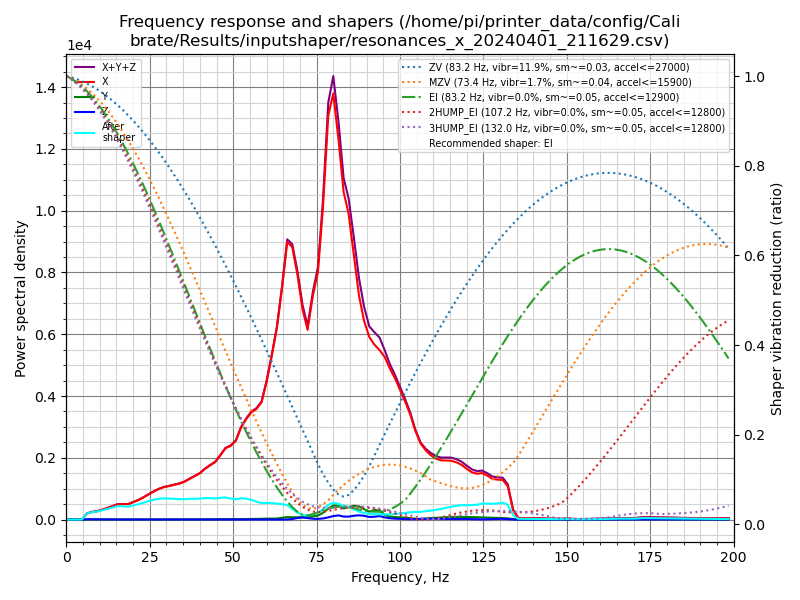 Frequency response and shapers (/home/pi/printer_data/config/Cali
brate/Results/inputshaper/resonances_x_20240401_211629.csv)
1e4
X+Y+Z
X
Y
Z
After
shaper
ZV (83.2 Hz, vibr=11.9%, sm~=0.03, accel<=27000)
MZV (73.4 Hz, vibr=1.7%, sm~=0.04, accel<=15900)
EI (83.2 Hz, vibr=0.0%, sm~=0.05, accel<=12900)
2HUMP_EI (107.2 Hz, vibr=0.0%, sm~=0.05, accel<=12800)
3HUMP_EI (132.0 Hz, vibr=0.0%, sm~=0.05, accel<=12800)
Recommended shaper: EI
Power spectral density
1.4
1.2
1.0
0.8
0.6
0.4
0.2
0.0
1.0
0.8
0.6
0.4
0.2
0.0
Shaper vibration reduction (ratio)
0 25 50 75 100 125 150 175 200
Frequency, Hz